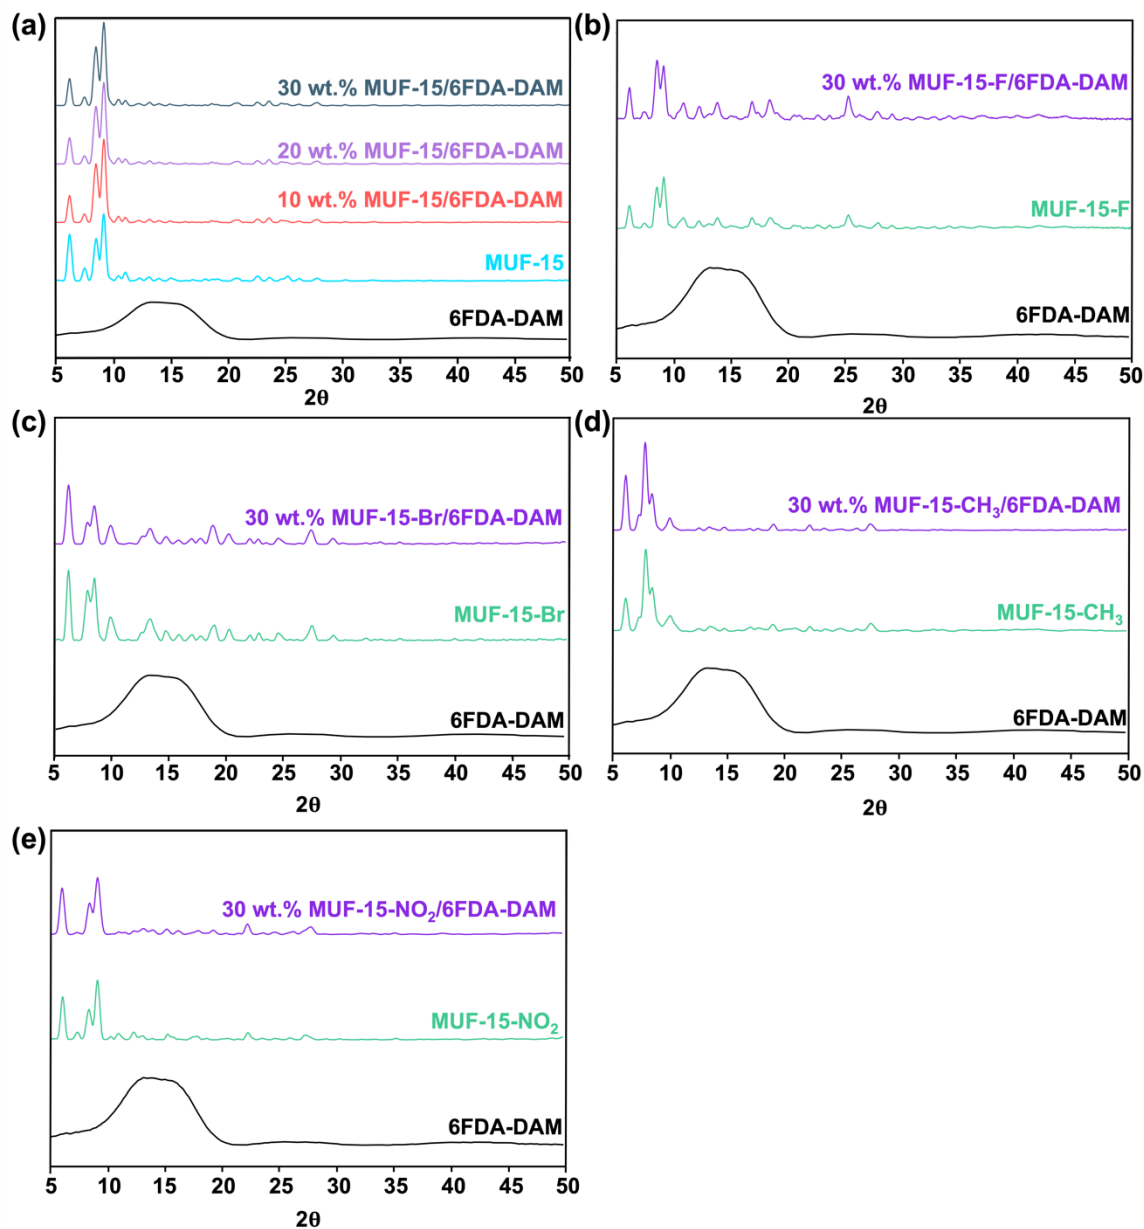 (a)
30 wt.% MUF-15/6FDA-DAM
20 wt.% MUF-15/6FDA-DAM
10 wt.% MUF-15/6FDA-DAM
MUF-15
6FDA-DAM
5 10 15 20 25 30 35 40 45 50
2θ
(b)
30 wt.% MUF-15-F/6FDA-DAM
MUF-15-F
6FDA-DAM
5 10 15 20 25 30 35 40 45 50
2θ
(c)
30 wt.% MUF-15-Br/6FDA-DAM
MUF-15-Br
6FDA-DAM
5 10 15 20 25 30 35 40 45 50
2θ
(d)
30 wt.% MUF-15-CH₃/6FDA-DAM
MUF-15-CH₃
6FDA-DAM
5 10 15 20 25 30 35 40 45 50
2θ
(e)
30 wt.% MUF-15-NO₂/6FDA-DAM
MUF-15-NO₂
6FDA-DAM
5 10 15 20 25 30 35 40 45 50
2θ